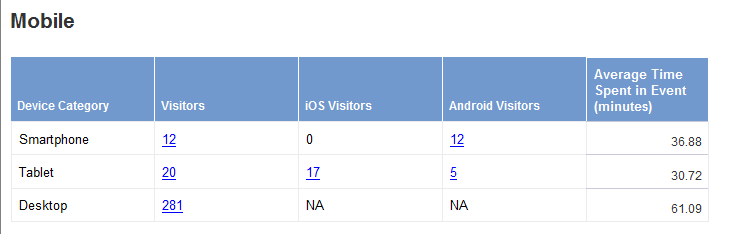 Mobile
Device Category Visitors iOS Visitors Android Visitors Average Time
Spent in Event
(minutes)
Smartphone 12 0 12 36.88
Tablet 20 17 5 30.72
Desktop 281 NA NA 61.09